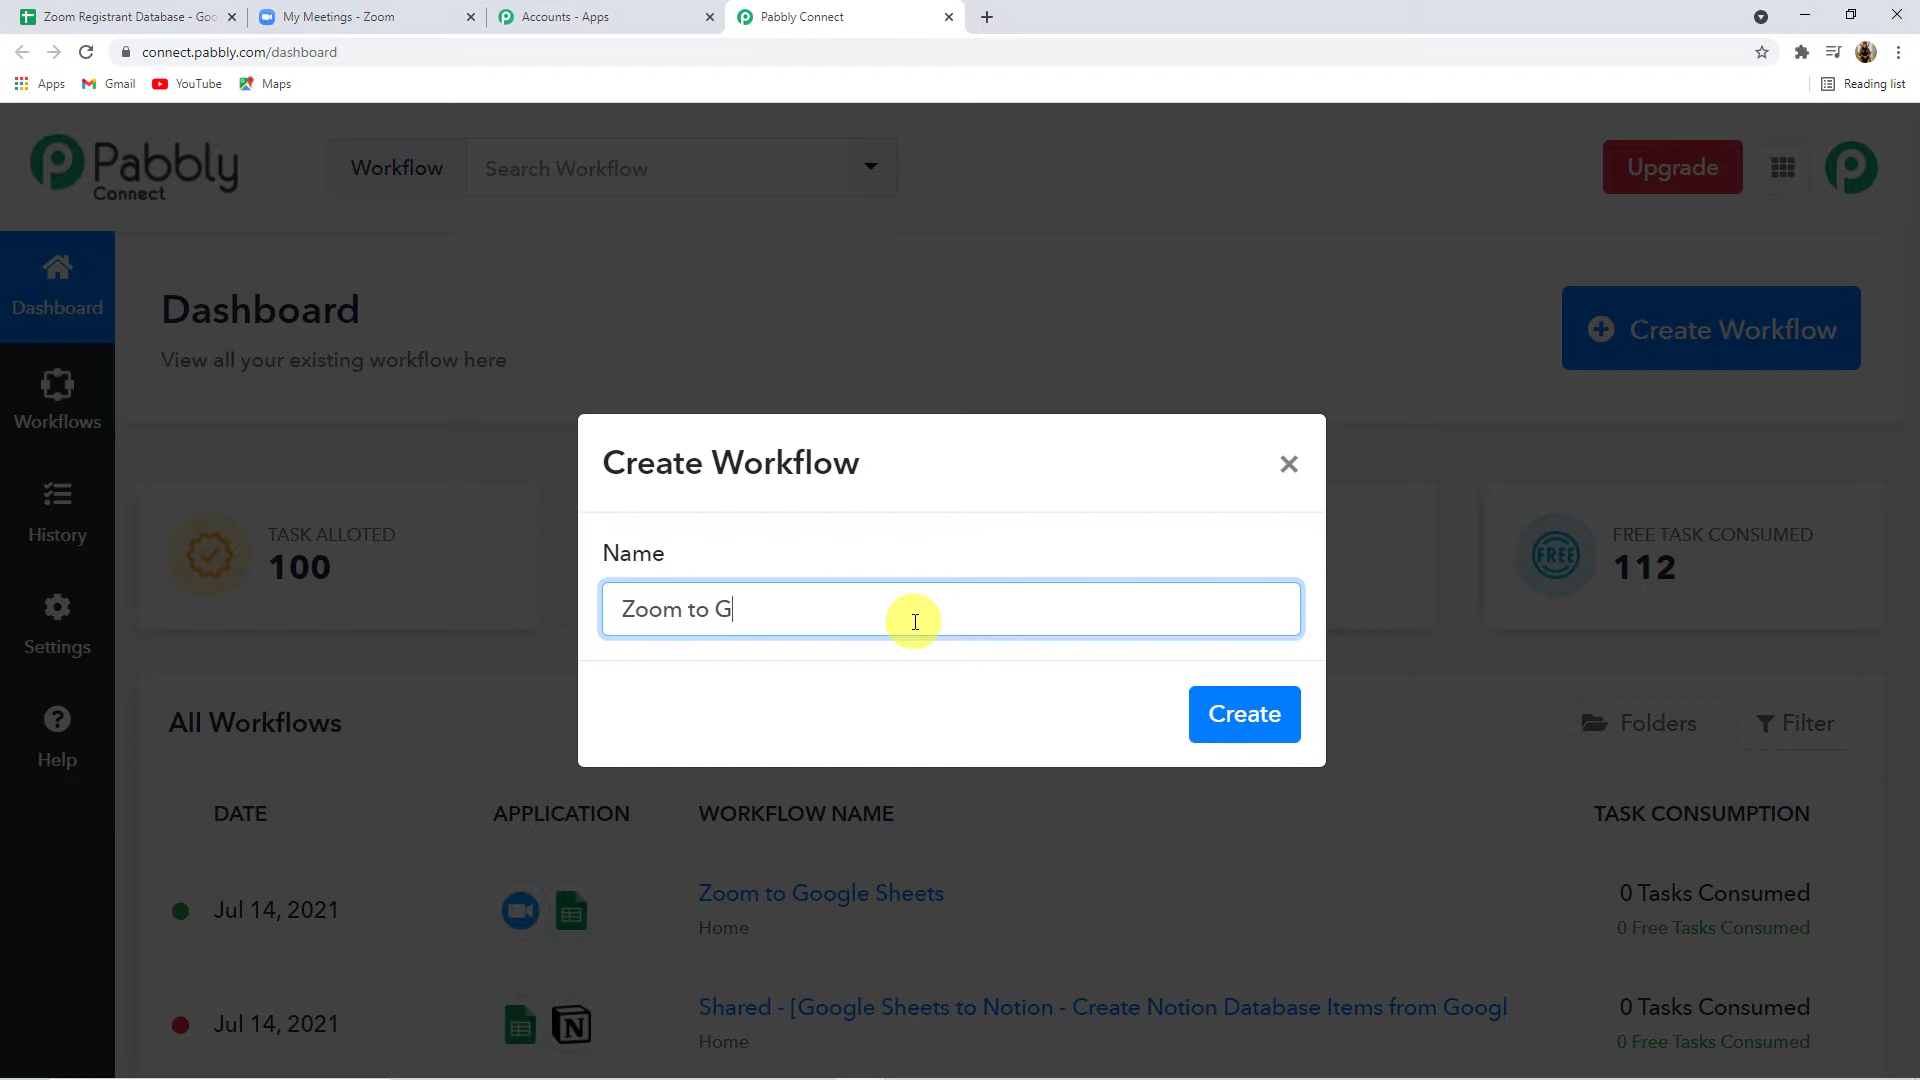 Zoom Registrant Database - Goo
My Meetings - Zoom
Accounts - Apps
Pabbly Connect
connect.pabbly.com/dashboard
Apps
Gmail
YouTube
Maps
Reading list
Pabbly
Connect
Workflow
Search Workflow
Upgrade
Dashboard
Workflows
History
Settings
Help
Dashboard
View all your existing workflow here
Create Workflow
TASK ALLOTED
100
FREE TASK CONSUMED
FREE
112
Create Workflow
Name
Zoom to G
Create
All Workflows
Folders
Filter
DATE
APPLICATION
WORKFLOW NAME
TASK CONSUMPTION
Jul 14, 2021
Zoom to Google Sheets
Home
0 Tasks Consumed
0 Free Tasks Consumed
Jul 14, 2021
Shared - [Google Sheets to Notion - Create Notion Database Items from Googl
Home
0 Tasks Consumed
0 Free Tasks Consumed